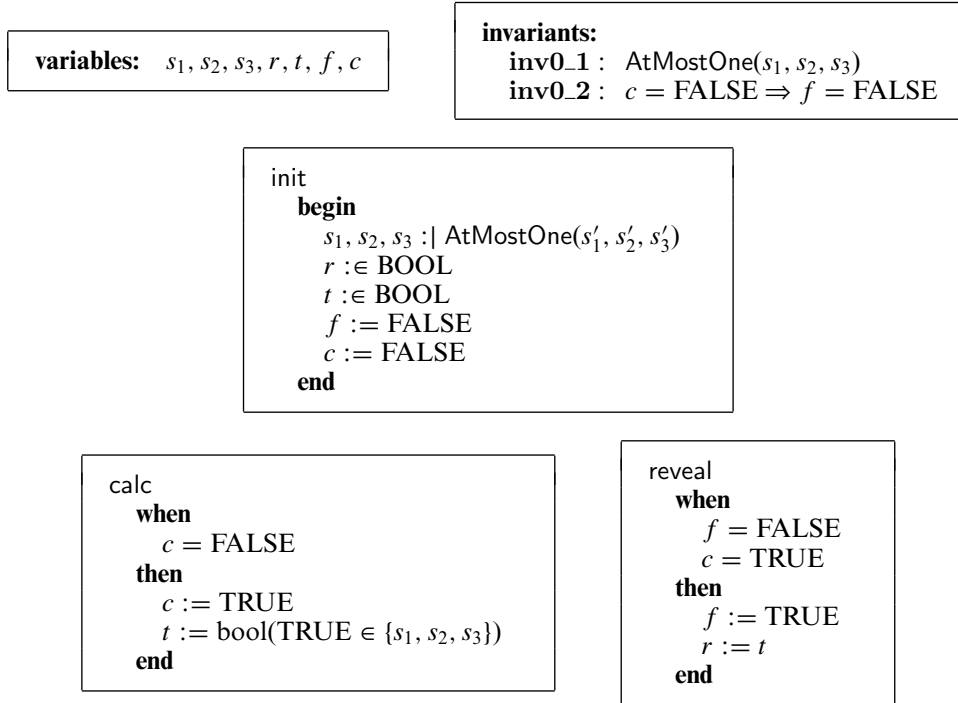 variables: s₁, s₂, s₃, r, t, f, c
invariants:
inv0_1 : AtMostOne(s₁, s₂, s₃)
inv0_2 : c = FALSE ⇒ f = FALSE
init
begin
s₁, s₂, s₃ :| AtMostOne(s′₁, s′₂, s′₃)
r :∈ BOOL
t :∈ BOOL
f := FALSE
c := FALSE
end
calc
when
c = FALSE
then
c := TRUE
t := bool(TRUE ∈ {s₁, s₂, s₃})
end
reveal
when
f = FALSE
c = TRUE
then
f := TRUE
r := t
end